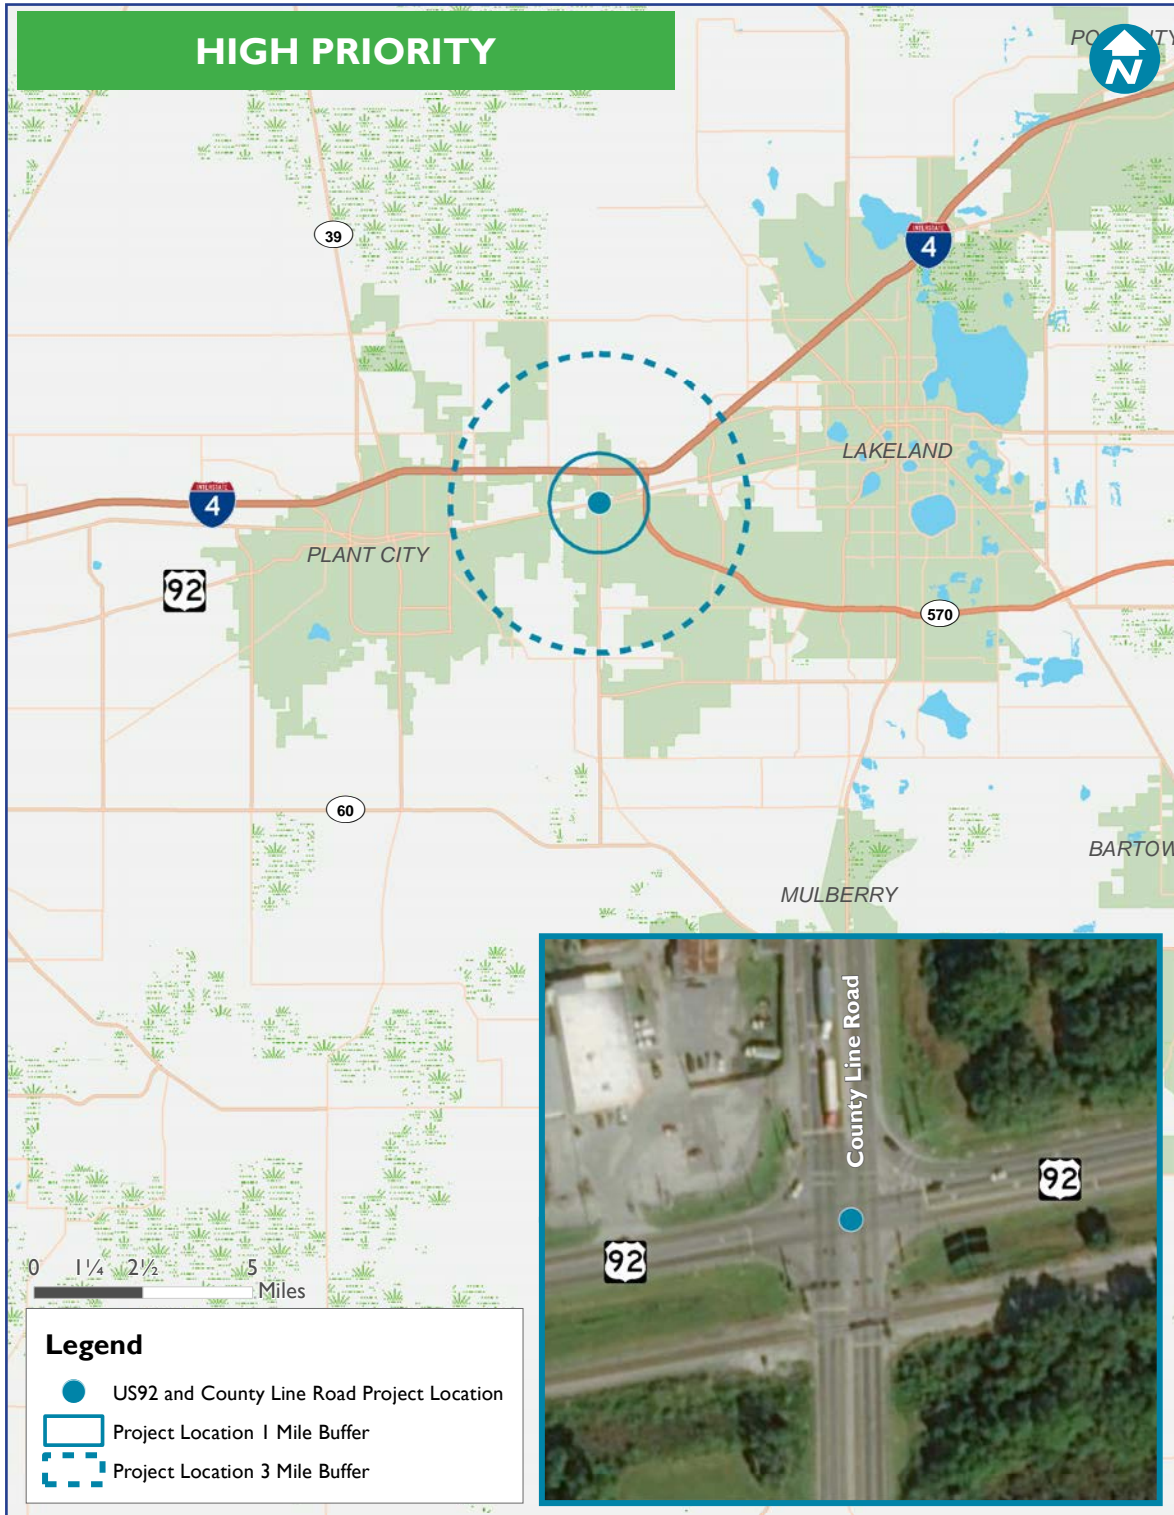 HIGH PRIORITY
N
39
INTERSTATE
4
LAKELAND
INTERSTATE
4
PLANT CITY
92
570
60
BARTOW
MULBERRY
County Line Road
92
92
0 1¼ 2½ 5
Miles
Legend
US92 and County Line Road Project Location
Project Location 1 Mile Buffer
Project Location 3 Mile Buffer